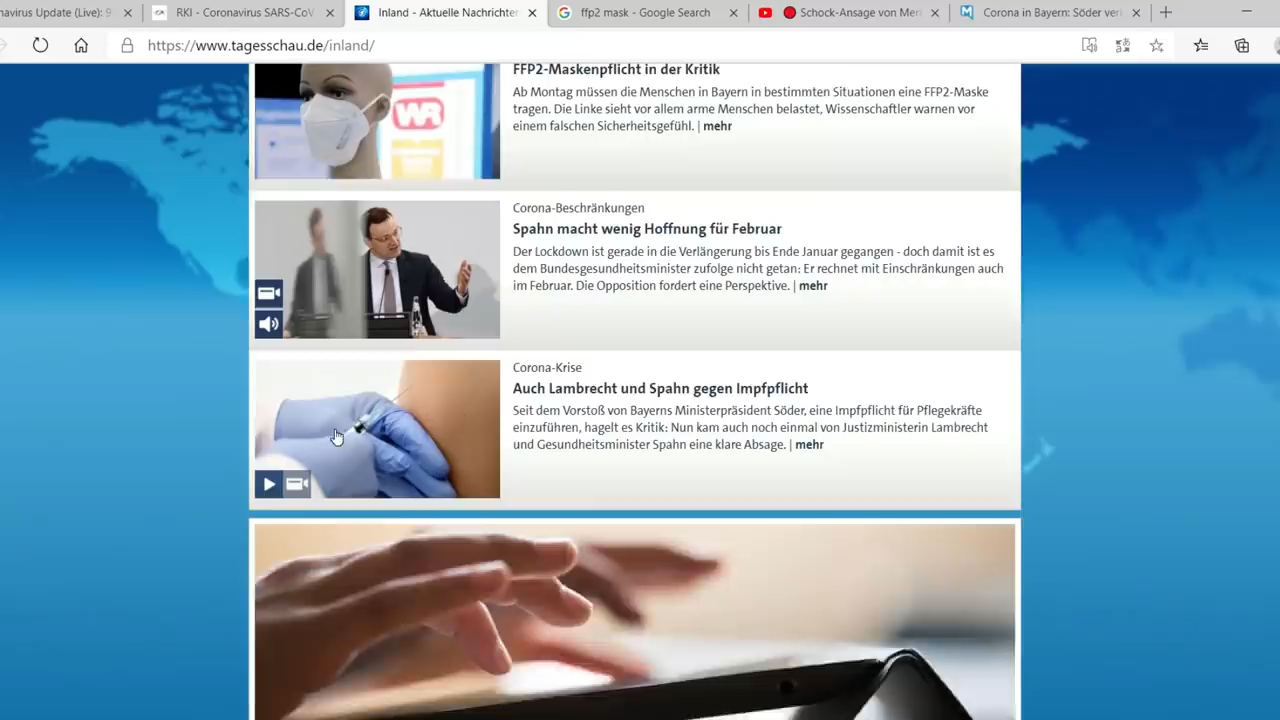 navirus Update (Live): 9
RKI - Coronavirus SARS-CoV
Inland - Aktuelle Nachrichten
ffp2 mask - Google Search
Schock-Ansage von Mer
Corona in Bayern: Söder ver
https://www.tagesschau.de/inland/
FFP2-Maskenpflicht in der Kritik
Ab Montag müssen die Menschen in Bayern in bestimmten Situationen eine FFP2-Maske
tragen. Die Linke sieht vor allem arme Menschen belastet, Wissenschaftler warnen vor
einem falschen Sicherheitsgefühl. | mehr
WR
Corona-Beschränkungen
Spahn macht wenig Hoffnung für Februar
Der Lockdown ist gerade in die Verlängerung bis Ende Januar gegangen - doch damit ist es
dem Bundesgesundheitsminister zufolge nicht getan: Er rechnet mit Einschränkungen auch
im Februar. Die Opposition fordert eine Perspektive. | mehr
Corona-Krise
Auch Lambrecht und Spahn gegen Impfpflicht
Seit dem Vorstoß von Bayerns Ministerpräsident Söder, eine Impfpflicht für Pflegekräfte
einzuführen, hagelt es Kritik: Nun kam auch noch einmal von Justizministerin Lambrecht
und Gesundheitsminister Spahn eine klare Absage. | mehr